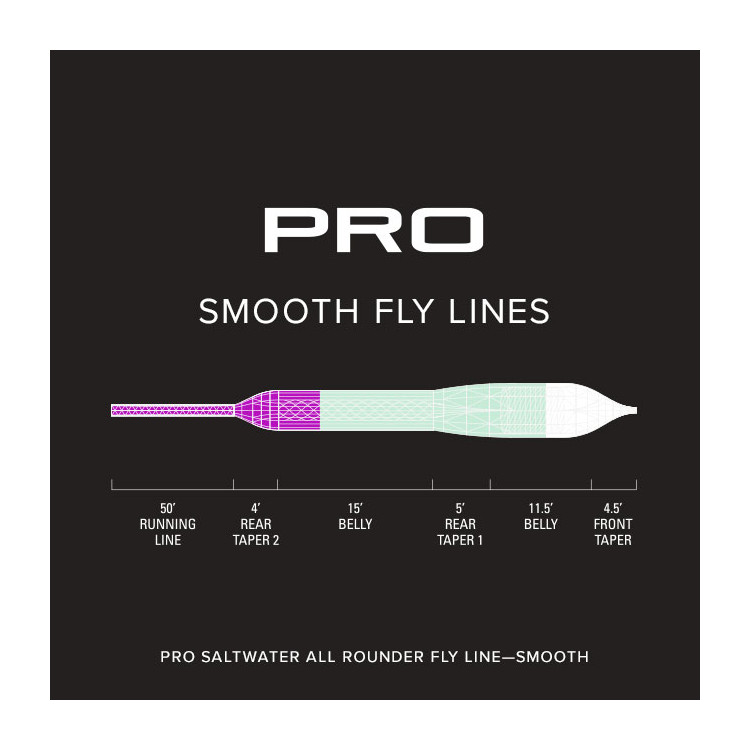 PRO
SMOOTH FLY LINES
50′ 4′ 15′ 5′ 11.5′ 4.5′
RUNNING REAR BELLY REAR BELLY FRONT
LINE TAPER 2 TAPER 1 TAPER
PRO SALTWATER ALL ROUNDER FLY LINE—SMOOTH